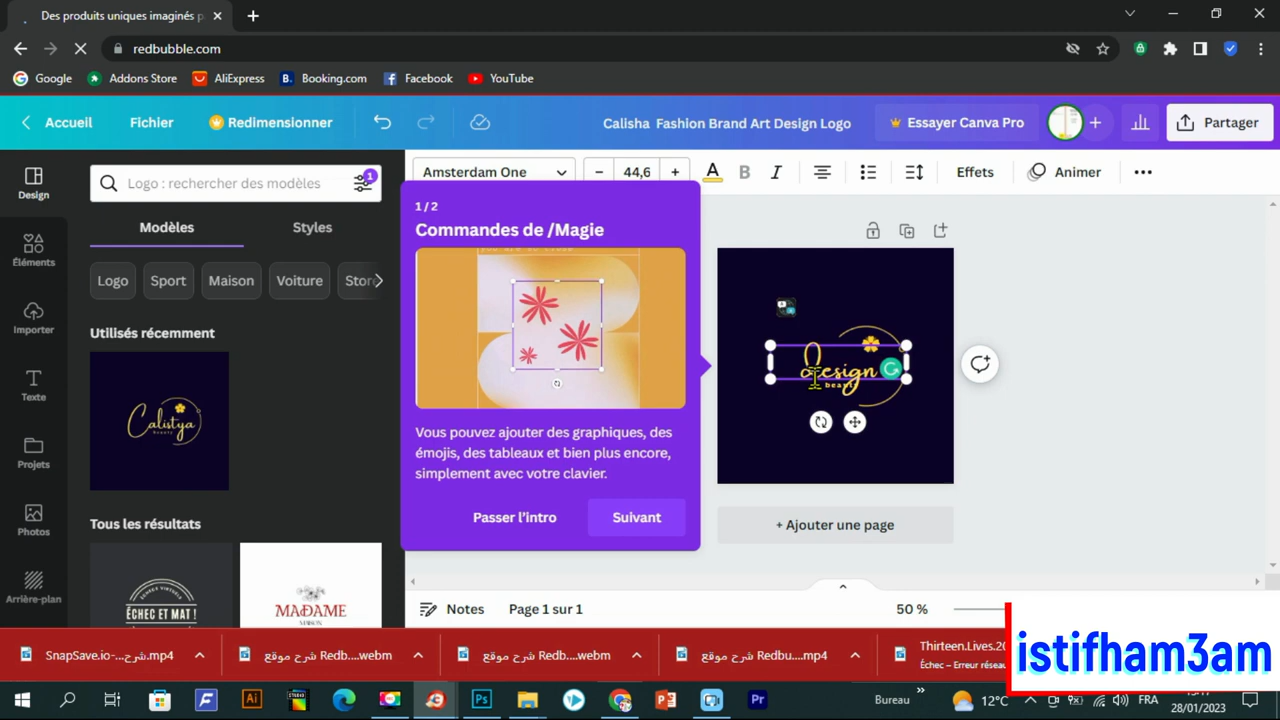 Des produits uniques imaginés p
redbubble.com
Google
Addons Store
AliExpress
Booking.com
Facebook
YouTube
Accueil
Fichier
Redimensionner
Calisha Fashion Brand Art Design Logo
Essayer Canva Pro
Partager
Design
Logo : rechercher des modèles
1
Amsterdam One
44,6
A
B
I
Effets
Animer
Modèles
Styles
Éléments
Logo
Sport
Maison
Voiture
Store
Importer
Utilisés récemment
Texte
Calistya
beauty
Projets
Photos
Tous les résultats
Arrière-plan
ÉCHEC ET MAT !
MADAME
MAISON
1 / 2
Commandes de /Magie
Vous pouvez ajouter des graphiques, des
émojis, des tableaux et bien plus encore,
simplement avec votre clavier.
Passer l'intro
Suivant
design
+ Ajouter une page
Notes
Page 1 sur 1
50 %
SnapSave.io-شرح...mp4
شرح موقع Redb....webm
شرح موقع Redb....webm
شرح موقع Redbu....mp4
Thirteen.Lives.20
Échec – Erreur réseau
istifham3am
Bureau
12°C
FRA
28/01/2023